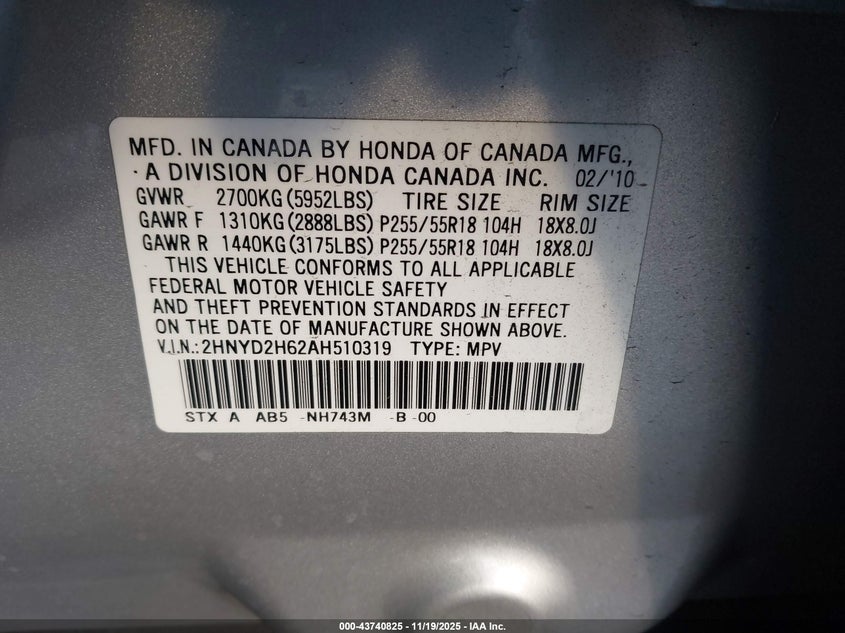 MFD. IN CANADA BY HONDA OF CANADA MFG.,
A DIVISION OF HONDA CANADA INC. 02/'10
GVWR 2700KG (5952LBS) TIRE SIZE RIM SIZE
GAWR F 1310KG (2888LBS) P255/55R18 104H 18X8.0J
GAWR R 1440KG (3175LBS) P255/55R18 104H 18X8.0J
THIS VEHICLE CONFORMS TO ALL APPLICABLE
FEDERAL MOTOR VEHICLE SAFETY
AND THEFT PREVENTION STANDARDS IN EFFECT
ON THE DATE OF MANUFACTURE SHOWN ABOVE.
V.I.N.: 2HNYD2H62AH510319 TYPE: MPV
STX A AB5 -NH743M -B -00
000-43740825 - 11/19/2025 - IAA Inc.